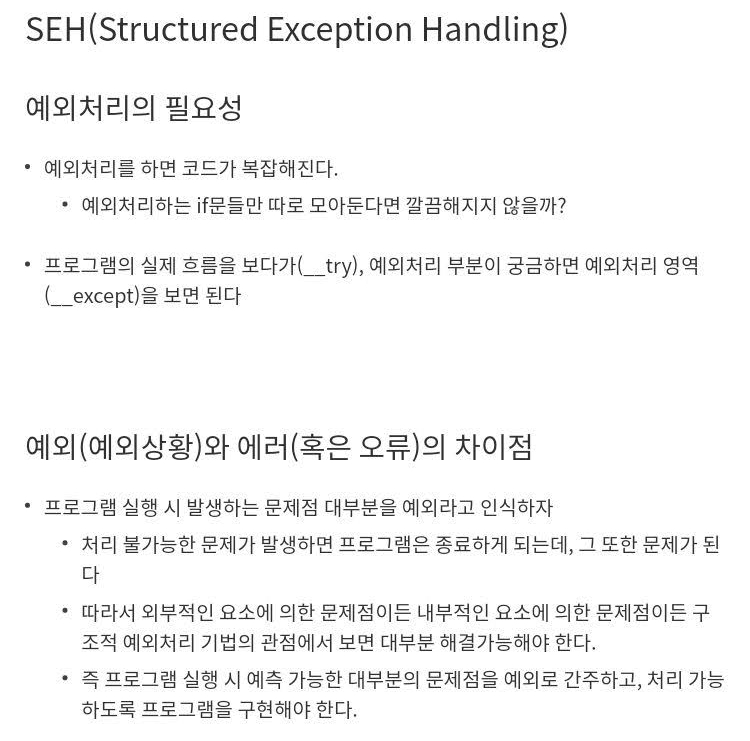 SEH(Structured Exception Handling)
예외처리의 필요성
• 예외처리를 하면 코드가 복잡해진다.
• 예외처리하는 if문들만 따로 모아둔다면 깔끔해지지 않을까?
• 프로그램의 실제 흐름을 보다가(__try), 예외처리 부분이 궁금하면 예외처리 영역
(__except)을 보면 된다
예외(예외상황)와 에러(혹은 오류)의 차이점
• 프로그램 실행 시 발생하는 문제점 대부분을 예외라고 인식하자
• 처리 불가능한 문제가 발생하면 프로그램은 종료하게 되는데, 그 또한 문제가 된
다
• 따라서 외부적인 요소에 의한 문제점이든 내부적인 요소에 의한 문제점이든 구
조적 예외처리 기법의 관점에서 보면 대부분 해결가능해야 한다.
• 즉 프로그램 실행 시 예측 가능한 대부분의 문제점을 예외로 간주하고, 처리 가능
하도록 프로그램을 구현해야 한다.